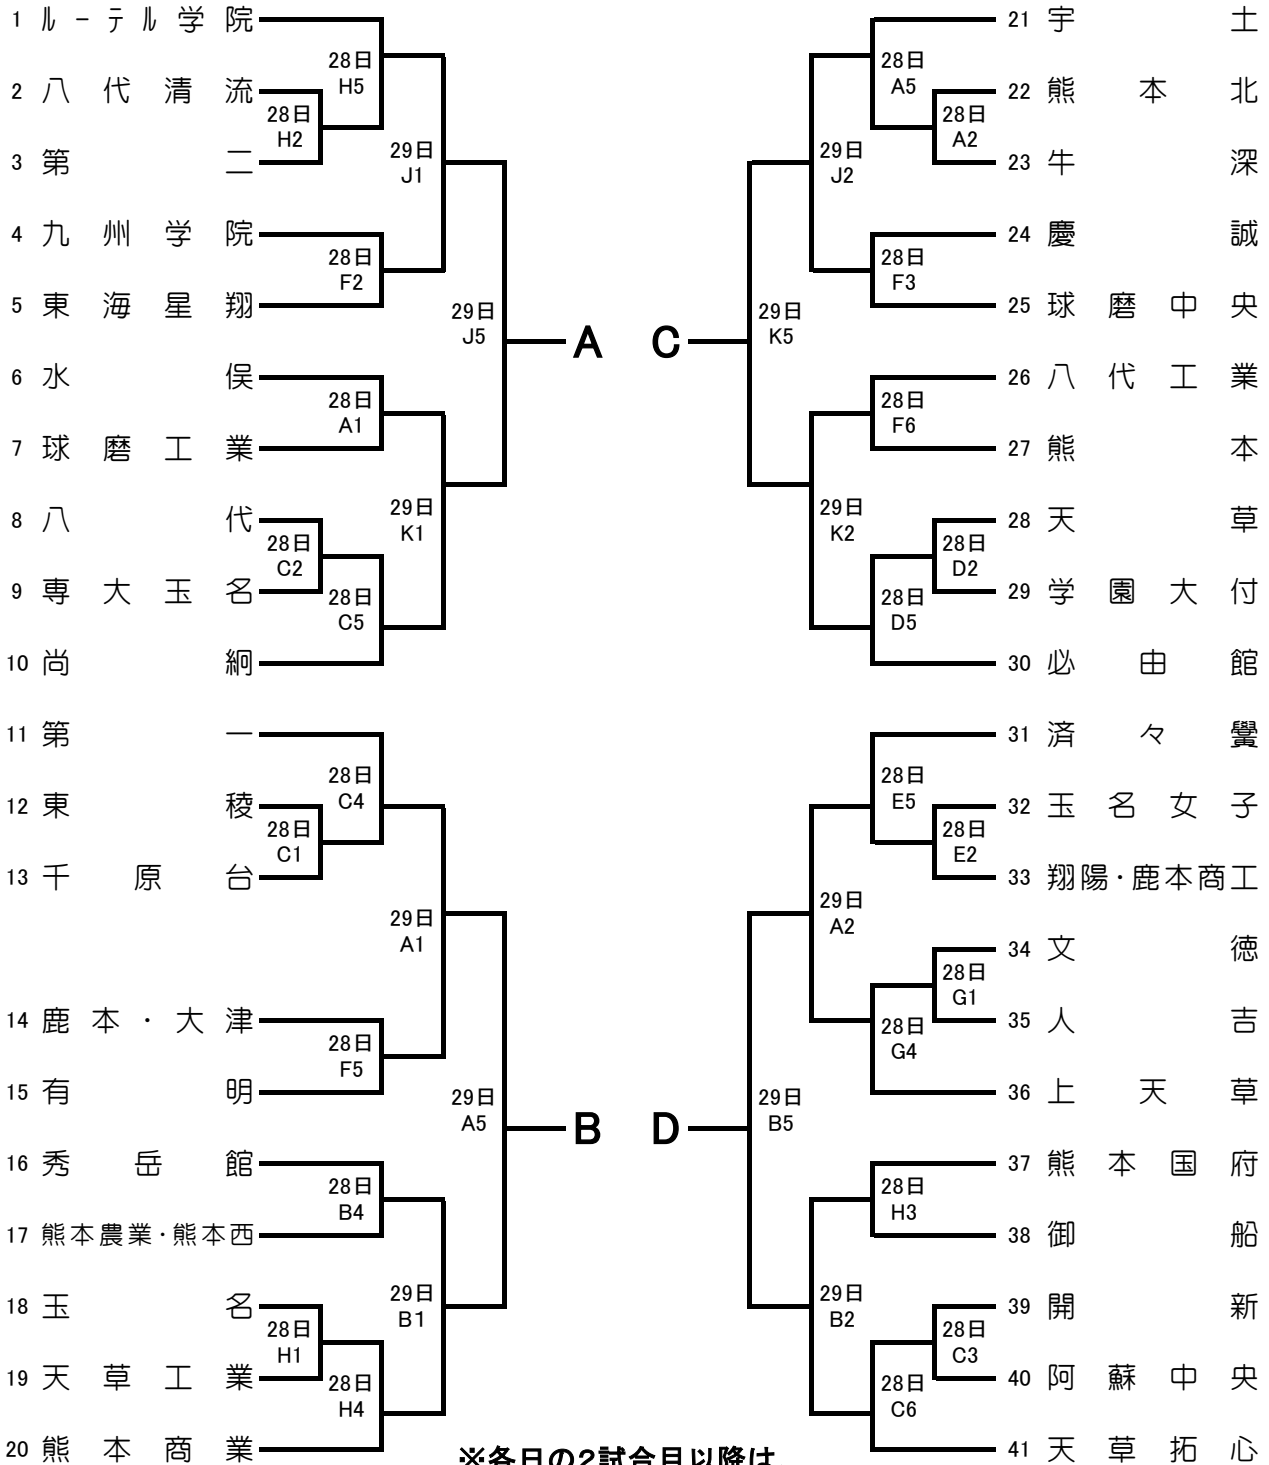 1 ルーテル学院
2 八代清流
3 第二
4 九州学院
5 東海星翔
6 水俣
7 球磨工業
8 八代
9 専大玉名
10 尚絅
11 第一
12 東稜
13 千原台
14 鹿本・大津
15 有明
16 秀岳館
17 熊本農業・熊本西
18 玉名
19 天草工業
20 熊本商業
28日
H5
28日
H2
28日
F2
28日
A1
28日
C2
28日
C5
28日
C4
28日
C1
28日
F5
28日
B4
28日
H1
28日
H4
29日
J1
29日
K1
29日
A1
29日
B1
29日
J5
29日
A5
A
B
C
D
29日
K5
29日
B5
29日
J2
29日
K2
29日
A2
29日
B2
28日
A5
28日
A2
28日
F3
28日
F6
28日
D2
28日
D5
28日
E5
28日
E2
28日
G1
28日
G4
28日
H3
28日
C3
28日
C6
21 宇土
22 熊本北
23 牛深
24 慶誠
25 球磨中央
26 八代工業
27 熊本
28 天草
29 学園大付
30 必由館
31 済々黌
32 玉名女子
33 翔陽・鹿本商工
34 文徳
35 人吉
36 上天草
37 熊本国府
38 御船
39 開新
40 阿蘇中央
41 天草拓心
※各日の2試合目以降は